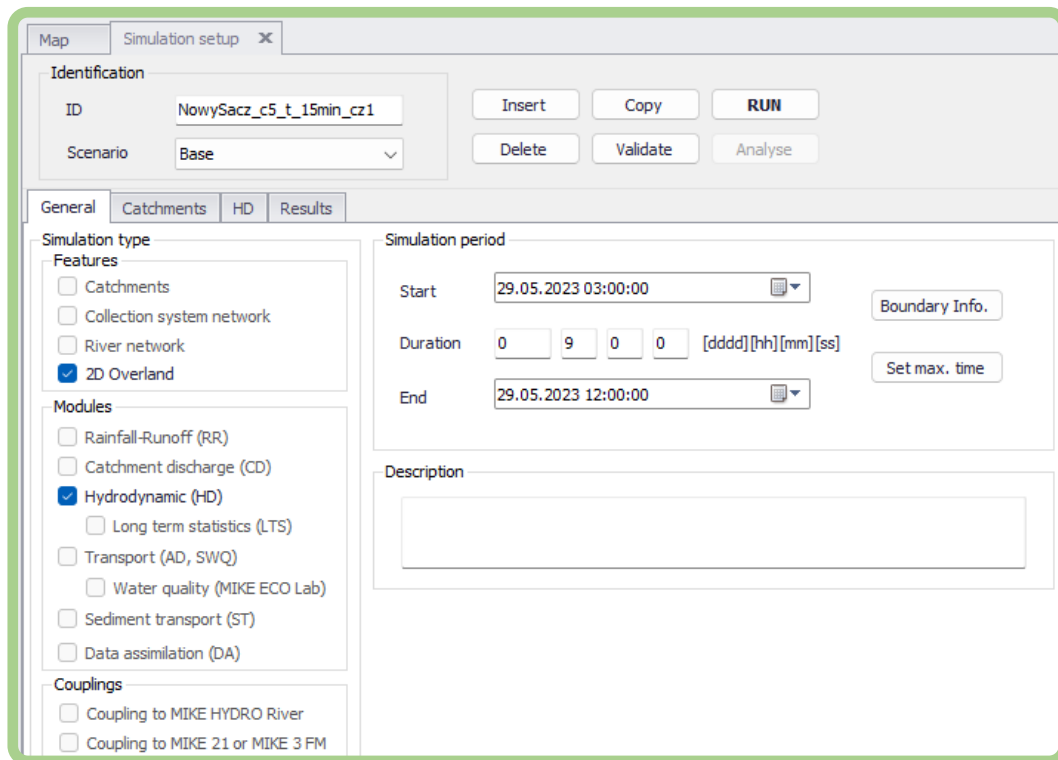 Map
Simulation setup
Identification
ID
NowySacz_c5_t_15min_cz1
Scenario
Base
Insert
Copy
RUN
Delete
Validate
Analyse
General
Catchments
HD
Results
Simulation type
Features
Catchments
Collection system network
River network
2D Overland
Modules
Rainfall-Runoff (RR)
Catchment discharge (CD)
Hydrodynamic (HD)
Long term statistics (LTS)
Transport (AD, SWQ)
Water quality (MIKE ECO Lab)
Sediment transport (ST)
Data assimilation (DA)
Couplings
Coupling to MIKE HYDRO River
Coupling to MIKE 21 or MIKE 3 FM
Simulation period
Start
29.05.2023 03:00:00
Duration
0 9 0 0 [dddd][hh][mm][ss]
End
29.05.2023 12:00:00
Boundary Info.
Set max. time
Description